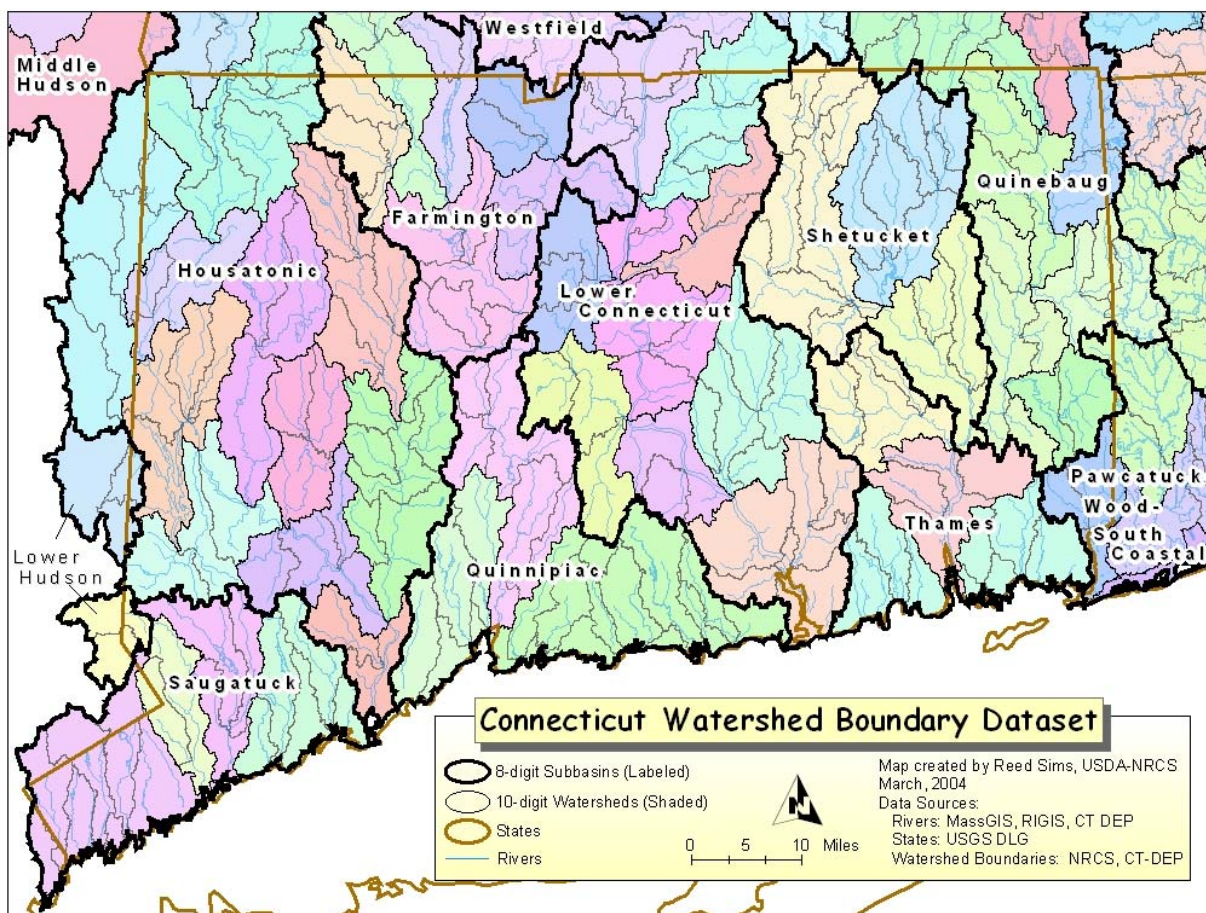 Westfield
Middle
Hudson
Quinebaug
Farmington
Shetucket
Housatonic
Lower
Connecticut
Pawcatuck
Wood-
South
Coastal
Thames
Lower
Hudson
Quinnipiac
Saugatuck
Connecticut Watershed Boundary Dataset
8-digit Subbasins (Labeled)
10-digit Watersheds (Shaded)
States
Rivers
N
0 5 10 Miles
Map created by Reed Sims, USDA-NRCS
March, 2004
Data Sources:
Rivers: MassGIS, RIGIS, CT DEP
States: USGS DLG
Watershed Boundaries: NRCS, CT-DEP